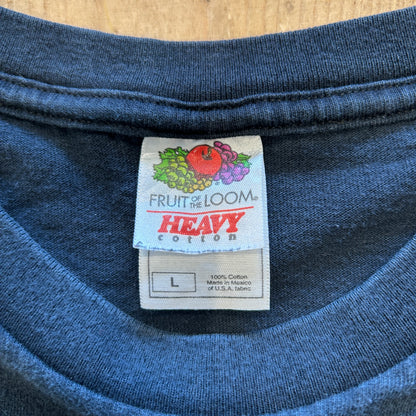 FRUIT OF THE LOOM®
HEAVY
cotton
L
100% Cotton
Made in Mexico
of U.S.A. fabric